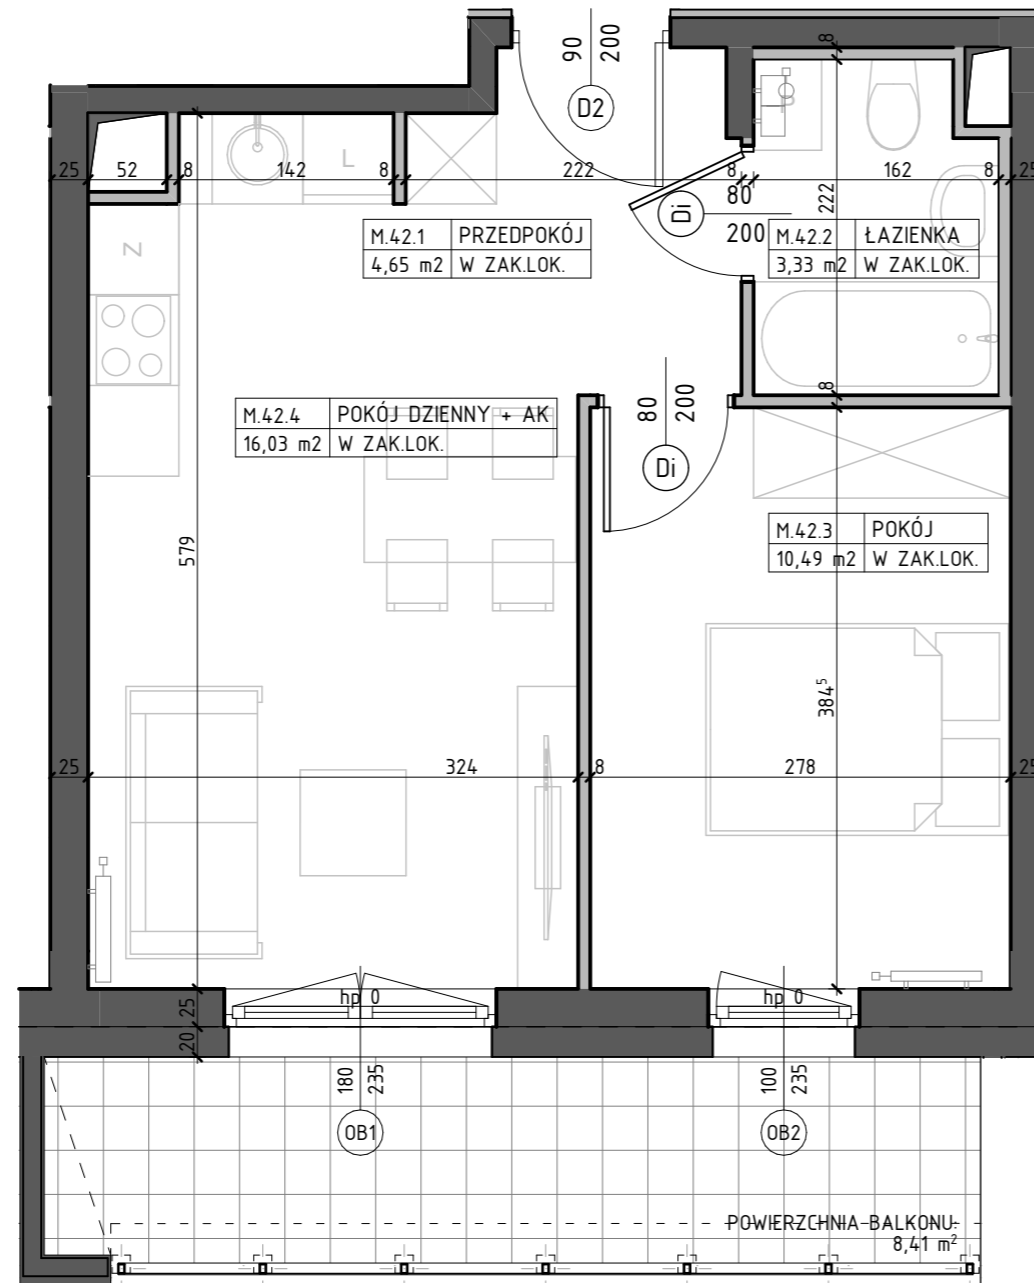 90
200
D2
8
25
52
8
142
8
222
8
162
8
25
L
222
Di
80
200
M.42.1 PRZEDPOKÓJ
4,65 m2 W ZAK.LOK.
M.42.2 ŁAZIENKA
3,33 m2 W ZAK.LOK.
N
8
80
200
Di
M.42.4 POKÓJ DZIENNY + AK
16,03 m2 W ZAK.LOK.
M.42.3 POKÓJ
10,49 m2 W ZAK.LOK.
579
384⁵
25
324
8
278
25
hp 0
hp 0
25
20
180
235
OB1
100
235
OB2
POWIERZCHNIA BALKONU:
8,41 m²